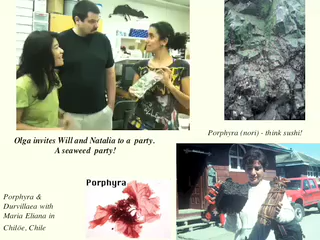 Olga invites Will and Natalia to a party.
A seaweed party!
Porphyra (nori) - think sushi!
Porphyra
Porphyra &
Durvillaea with
Maria Eliana in
Chilóe, Chile